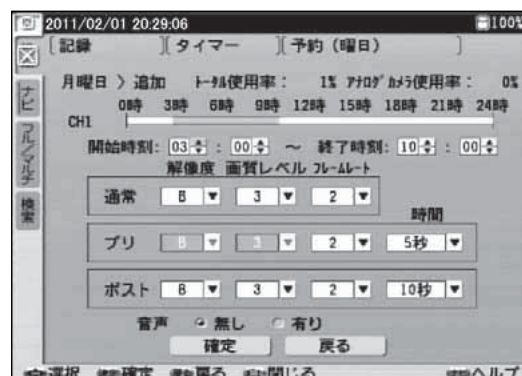 2011/02/01 20:29:06 100%
[記録 ][タイマー ][予約（曜日） ]
月曜日 〉追加 トータル使用率： 1% アナログカメラ使用率： 0%
0時 3時 6時 9時 12時 15時 18時 21時 24時
CH1
開始時刻: 03 : 00 ～ 終了時刻: 10 : 00
解像度 画質レベル フレームレート
通常 B 3 2
時間
プリ B 3 2 5秒
ポスト B 3 2 10秒
音声 無し 有り
確定 戻る
選択 確定 戻る 閉じる ヘルプ
ナビ
フル/マルチ
検索